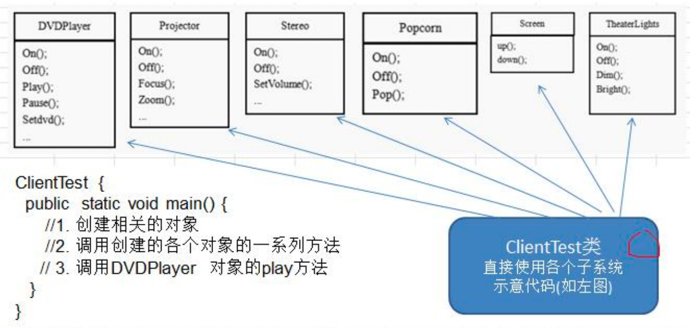 DVDPlayer
On();
Off();
Play();
Pause();
Setdvd();
...
Projector
On();
Off();
Focus();
Zoom();
...
Stereo
On();
Off();
SetVolume();
...
Popcorn
On();
Off();
Pop();
Screen
up();
down();
TheaterLights
On();
Off();
Dim();
Bright();
ClientTest {
public static void main() {
//1. 创建相关的对象
//2. 调用创建的各个对象的一系列方法
// 3. 调用DVDPlayer 对象的play方法
}
}
ClientTest类
直接使用各个子系统
示意代码(如左图)